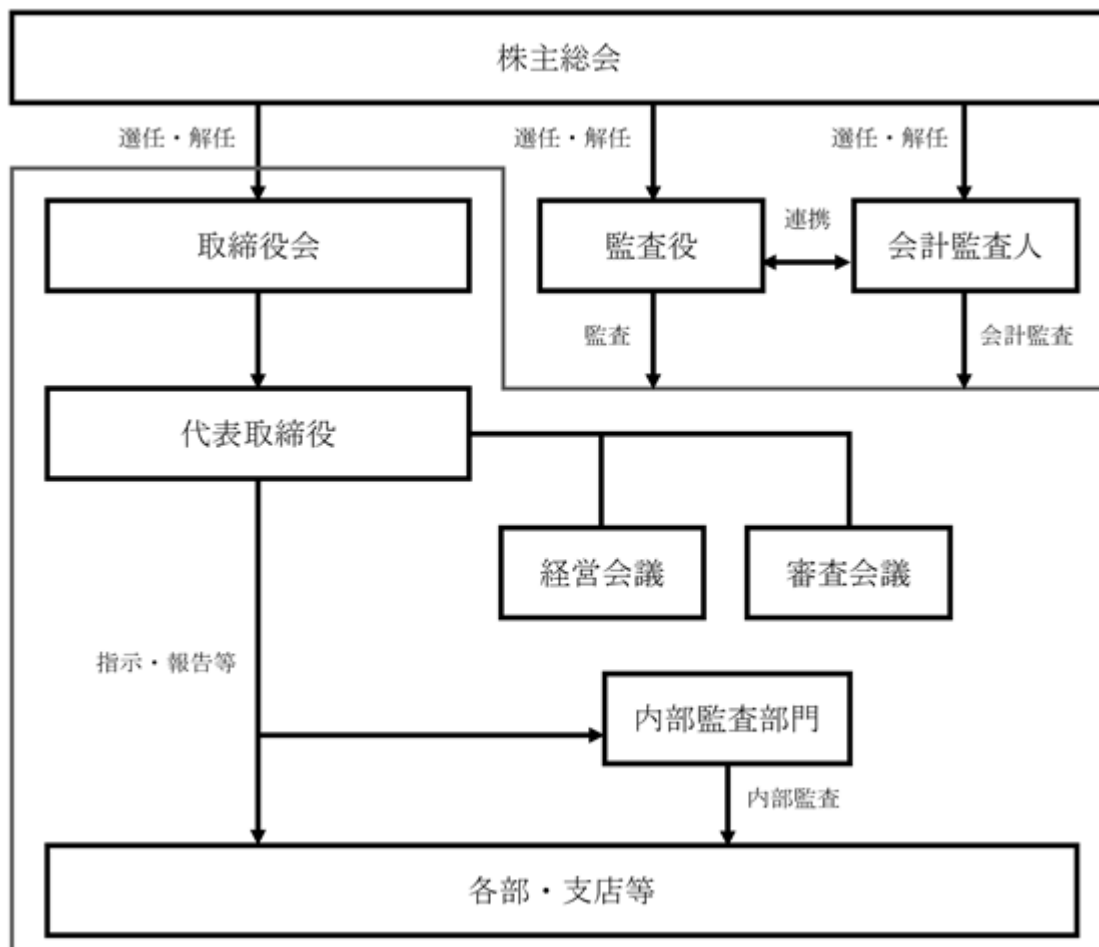 株主総会
選任・解任
選任・解任
選任・解任
取締役会
監査役
連携
会計監査人
監査
会計監査
代表取締役
経営会議
審査会議
指示・報告等
内部監査部門
内部監査
各部・支店等